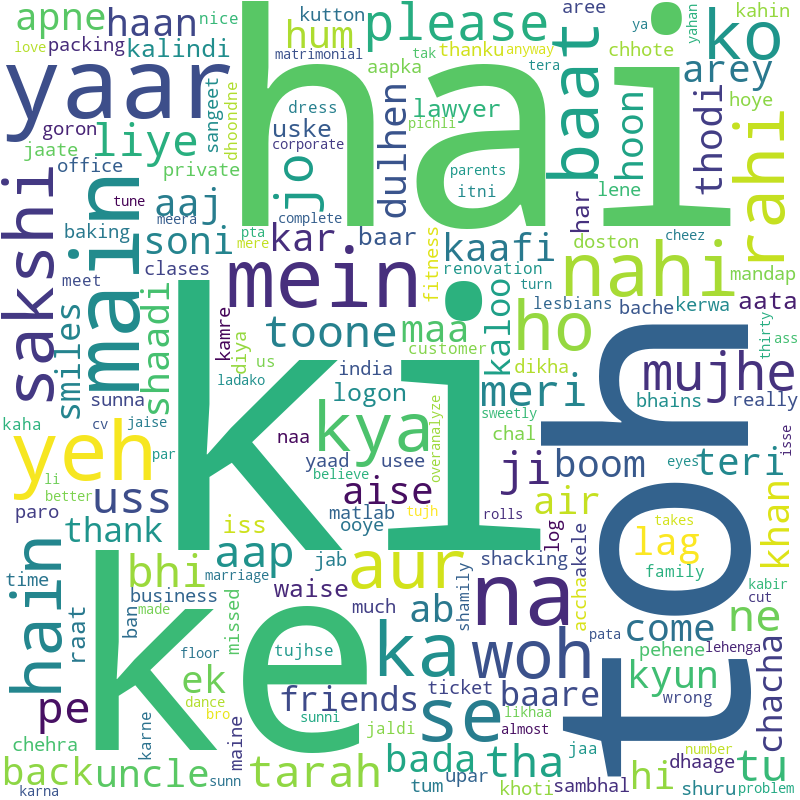 apne haan kutton nice aree ya kahin
love packing kalindi hum please ko yahan
yaar hai matrimonial aapka tak thanku anyway tera baat chhote arey
goron liye sangeet dhoondne dress uske corporate jo dulhen lawyer pichli hoon thodi hoye rahi
jaate office private parents itni lene
sakshi tune main aaj meera pta complete har
baking soni mere kar baar kaafi doston cheez
meet clases mein fitness renovation nahi mandap
smiles shaadi kamre diya toone maa kaloo turn lesbians bache kerwa aata
us customer ho thirty ass
sunna ladako india dikha mujhe
kaha cv jaise logon meri bhains really
yeh par naa kya overanalyze sweetly chal ton isse
li yaad usee ji boom eyes teri
better uss believe aise air
paro thank iss matlab tujh rolls log takes khan
ki ooye lag
hain bhi aap jab aur shacking accha akele family kabir
time marriage waise na cut
raat business made ban missed much ab shamily pata come ne
ke floor tujhse ka woh pehene lehenga chacha
pe ek dance bro friends ticket baare kyun wrong
chehra karne sunni maine jaldi se likhaa almost number dhaage
back uncle tarah bada tha jaa hi tu
karna sunn tum upar khoti sambhal shuru problem